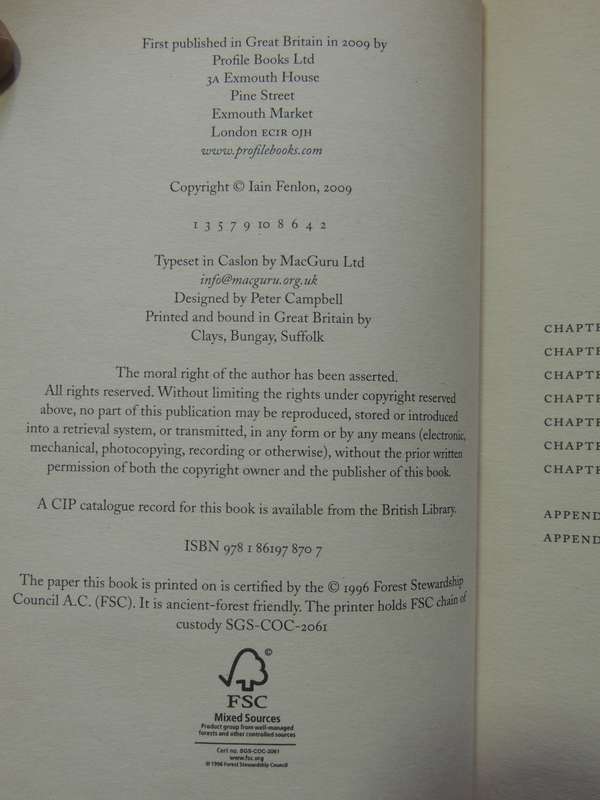 First published in Great Britain in 2009 by
Profile Books Ltd
3A Exmouth House
Pine Street
Exmouth Market
London EC1R 0JH
www.profilebooks.com
Copyright © Iain Fenlon, 2009
1 3 5 7 9 10 8 6 4 2
Typeset in Caslon by MacGuru Ltd
info@macguru.org.uk
Designed by Peter Campbell
Printed and bound in Great Britain by
Clays, Bungay, Suffolk
The moral right of the author has been asserted.
All rights reserved. Without limiting the rights under copyright reserved
above, no part of this publication may be reproduced, stored or introduced
into a retrieval system, or transmitted, in any form or by any means (electronic,
mechanical, photocopying, recording or otherwise), without the prior written
permission of both the copyright owner and the publisher of this book.
A CIP catalogue record for this book is available from the British Library.
ISBN 978 1 86197 870 7
The paper this book is printed on is certified by the © 1996 Forest Stewardship
Council A.C. (FSC). It is ancient-forest friendly. The printer holds FSC chain of
custody SGS-COC-2061
©
FSC
Mixed Sources
Product group from well-managed
forests and other controlled sources
Cert no. SGS-COC-2061
www.fsc.org
© 1996 Forest Stewardship Council
CHAPTE
CHAPTE
CHAPTE
CHAPTE
CHAPTE
CHAPTE
CHAPTE
APPEND
APPEND